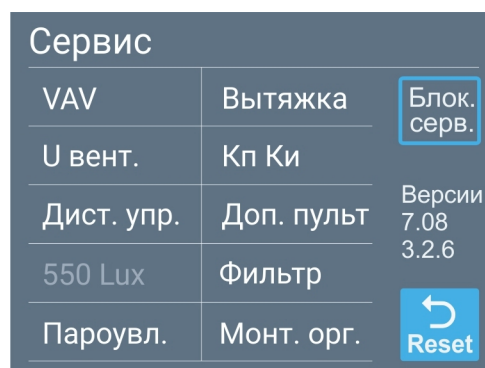 Сервис
VAV
Вытяжка
Блок.
серв.
U вент.
Кп Ки
Дист. упр.
Доп. пульт
Версии
7.08
3.2.6
550 Lux
Фильтр
Пароувл.
Монт. орг.
Reset